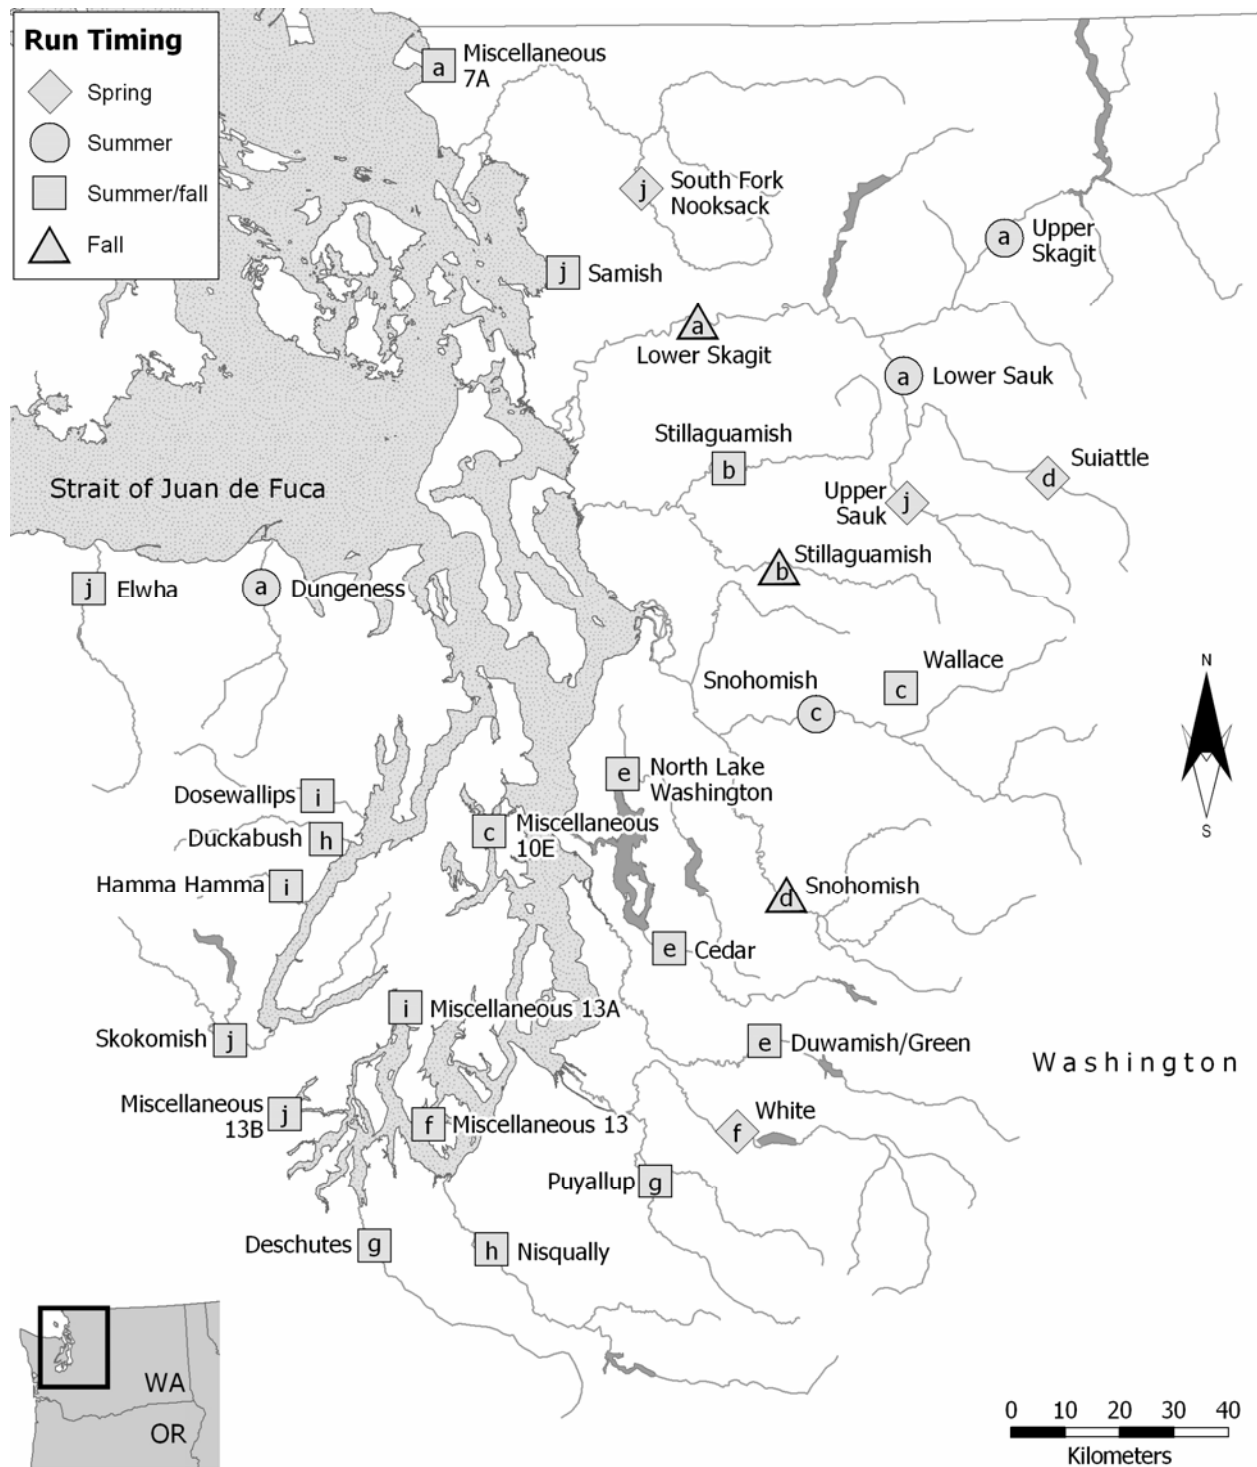 Run Timing
Spring
Summer
Summer/fall
Fall
a
Miscellaneous
7A
j
South Fork
Nooksack
a
Upper
Skagit
j
Samish
a
Lower Skagit
a
Lower Sauk
Stillaguamish
b
Suiattle
d
Upper
Sauk
j
Strait of Juan de Fuca
Stillaguamish
b
j
Elwha
a
Dungeness
Wallace
c
Snohomish
c
N
S
e
North Lake
Washington
Dosewallips
i
Duckabush
h
c
Miscellaneous
10E
Hamma Hamma
i
Snohomish
d
e
Cedar
i
Miscellaneous 13A
Skokomish
j
e
Duwamish/Green
Washington
Miscellaneous
13B
j
f
Miscellaneous 13
White
f
Puyallup
g
Deschutes
g
h
Nisqually
WA
OR
0 10 20 30 40
Kilometers